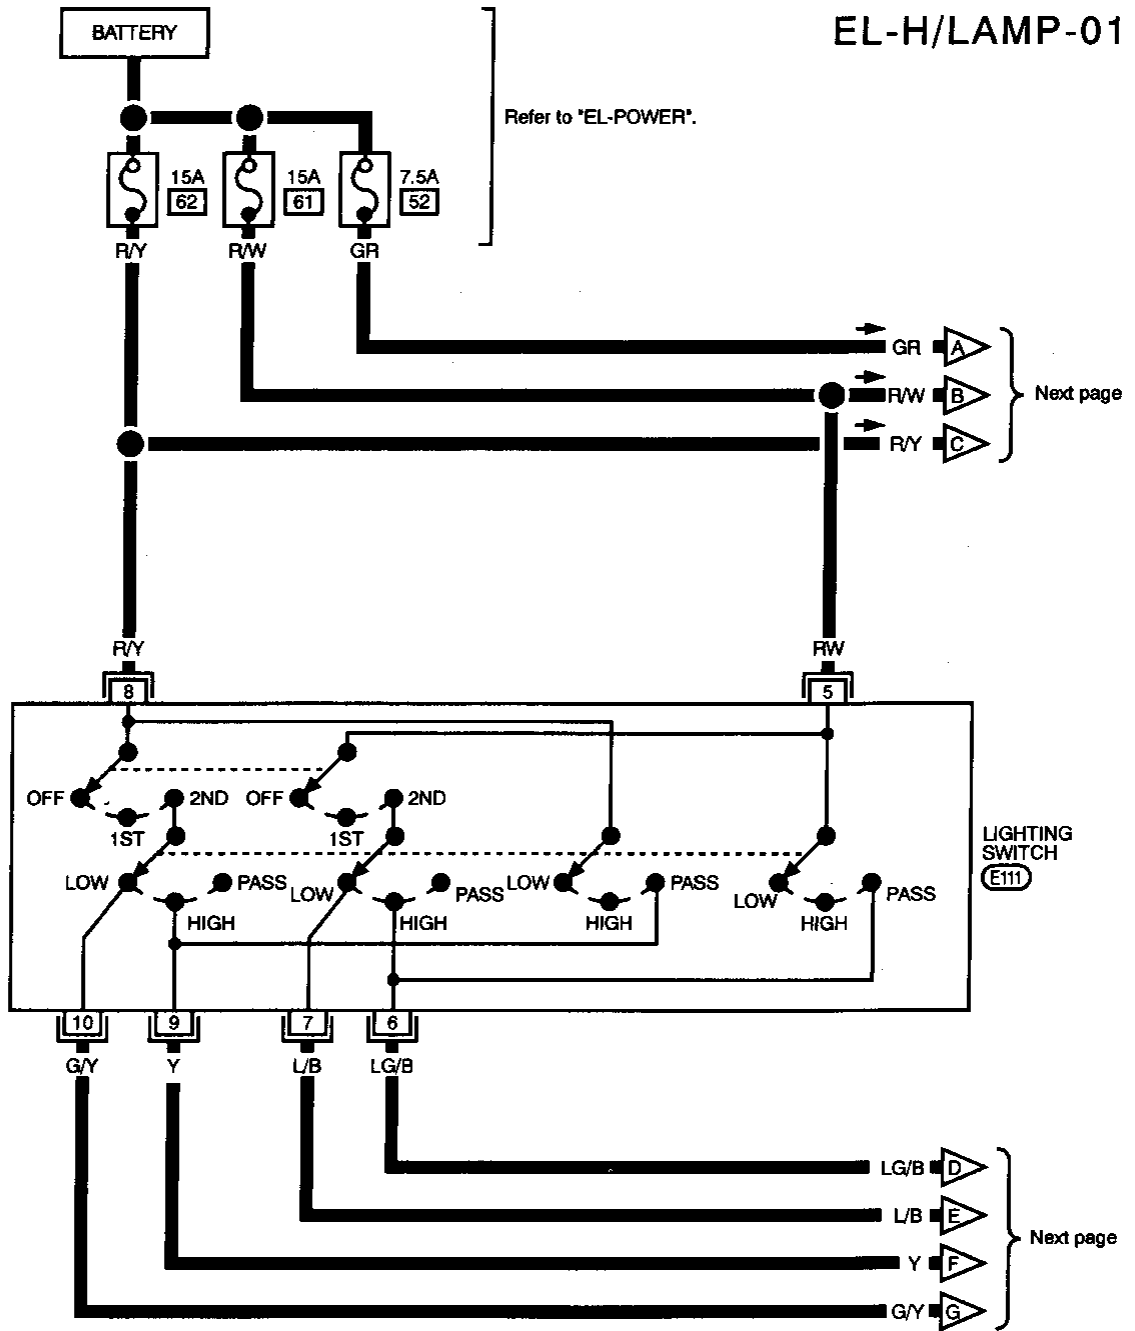 BATTERY
EL-H/LAMP-01
Refer to "EL-POWER".
15A 15A 7.5A
62 61 52
R/Y R/W GR
GR A
R/W B Next page
R/Y C
R/Y RW
8 5
OFF 2ND OFF 2ND
1ST 1ST
LIGHTING
SWITCH
E111
LOW PASS LOW PASS LOW PASS LOW PASS
HIGH HIGH HIGH HIGH
10 9 7 6
G/Y Y L/B LG/B
LG/B D
L/B E
Next page
Y F
G/Y G